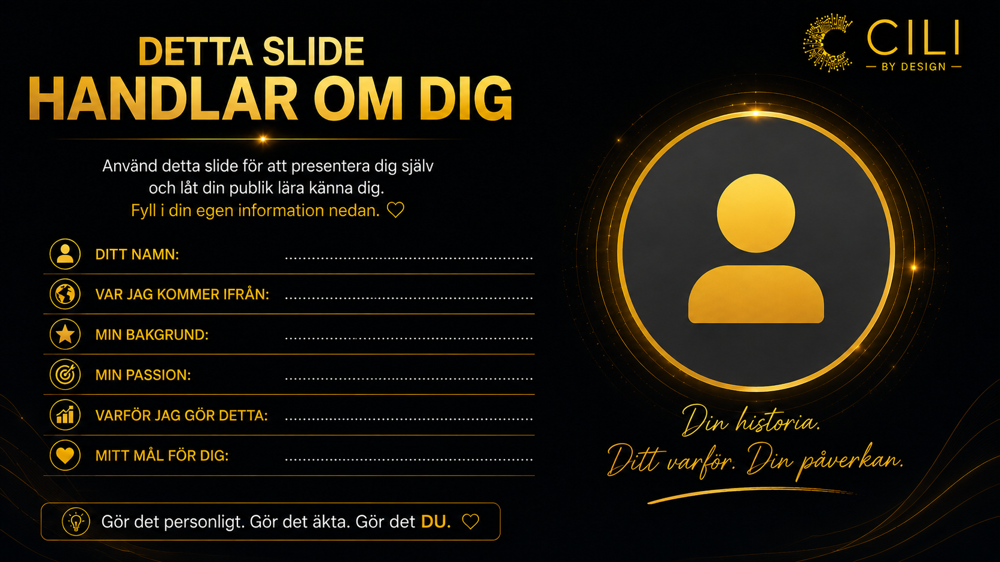 DETTA SLIDE
HANDLAR OM DIG
Använd detta slide för att presentera dig själv
och låt din publik lära känna dig.
Fyll i din egen information nedan.
DITT NAMN:
VAR JAG KOMMER IFRÅN:
MIN BAKGRUND:
MIN PASSION:
VARFÖR JAG GÖR DETTA:
MITT MÅL FÖR DIG:
Gör det personligt. Gör det äkta. Gör det DU.
CILI
BY DESIGN
Din historia.
Ditt varför. Din påverkan.